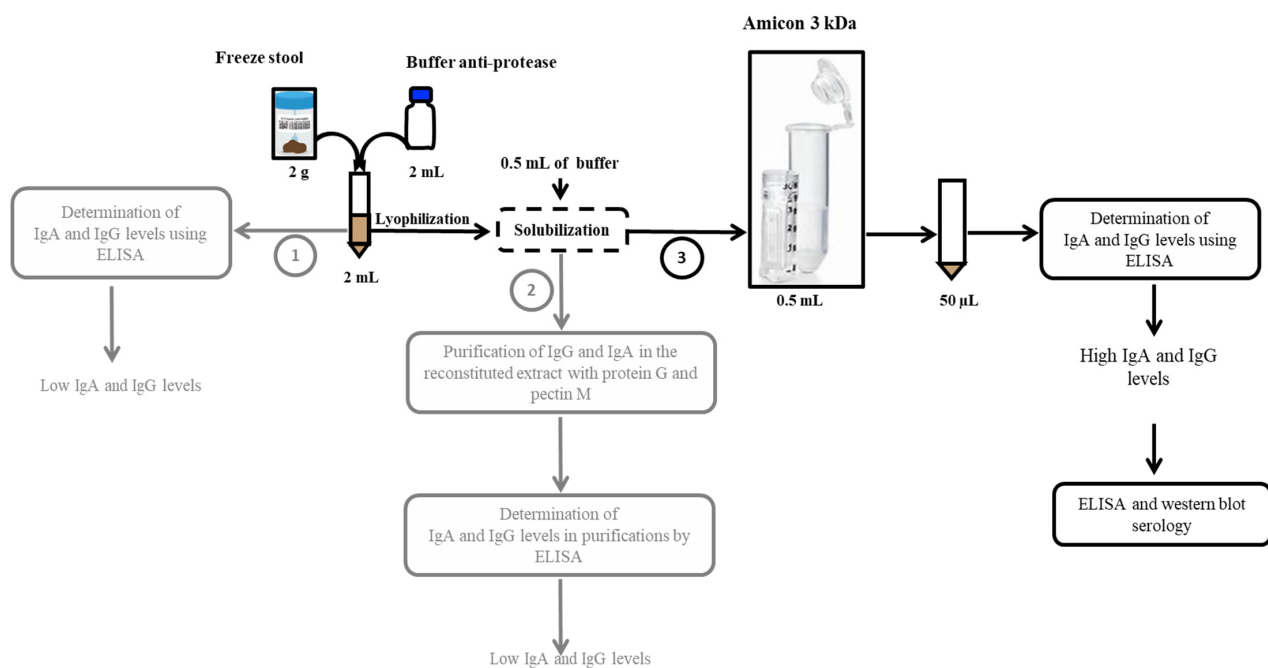 Amicon 3 kDa
Freeze stool
Buffer anti-protease
2 g
2 mL
0.5 mL of buffer
Determination of
IgA and IgG levels using
ELISA
1
Lyophilization
2 mL
Solubilization
3
0.5 mL
50 µL
Determination of
IgA and IgG levels using
ELISA
2
Low IgA and IgG levels
Purification of IgG and IgA in the
reconstituted extract with protein G and
pectin M
High IgA and IgG
levels
Determination of
IgA and IgG levels in purifications by
ELISA
ELISA and western blot
serology
Low IgA and IgG levels